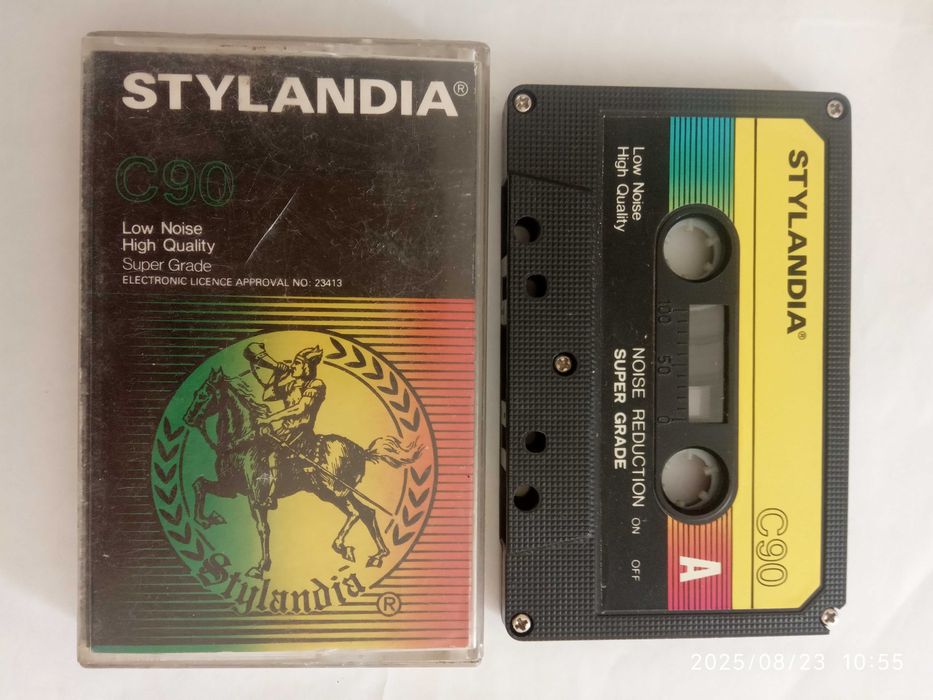 STYLANDIA®
C90
Low Noise
High Quality
Super Grade
ELECTRONIC LICENCE APPROVAL NO: 23413
Stylandia
®
STYLANDIA®
C90
Low Noise
High Quality
100 50 0
NOISE REDUCTION ON OFF
SUPER GRADE
A
2025/08/23 10:55